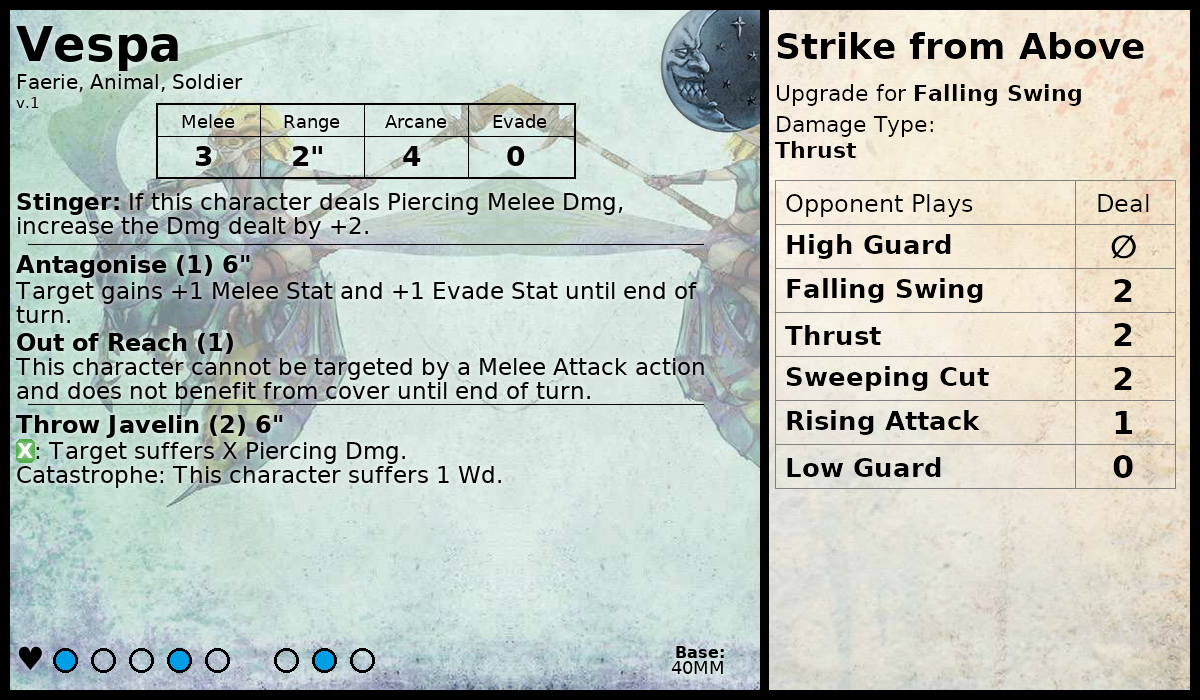 Vespa
Faerie, Animal, Soldier
v.1
Melee Range Arcane Evade
3 2" 4 0
Stinger: If this character deals Piercing Melee Dmg,
increase the Dmg dealt by +2.
Antagonise (1) 6"
Target gains +1 Melee Stat and +1 Evade Stat until end of
turn.
Out of Reach (1)
This character cannot be targeted by a Melee Attack action
and does not benefit from cover until end of turn.
Throw Javelin (2) 6"
X: Target suffers X Piercing Dmg.
Catastrophe: This character suffers 1 Wd.
Base:
40MM
Strike from Above
Upgrade for Falling Swing
Damage Type:
Thrust
Opponent Plays Deal
High Guard ∅
Falling Swing 2
Thrust 2
Sweeping Cut 2
Rising Attack 1
Low Guard 0